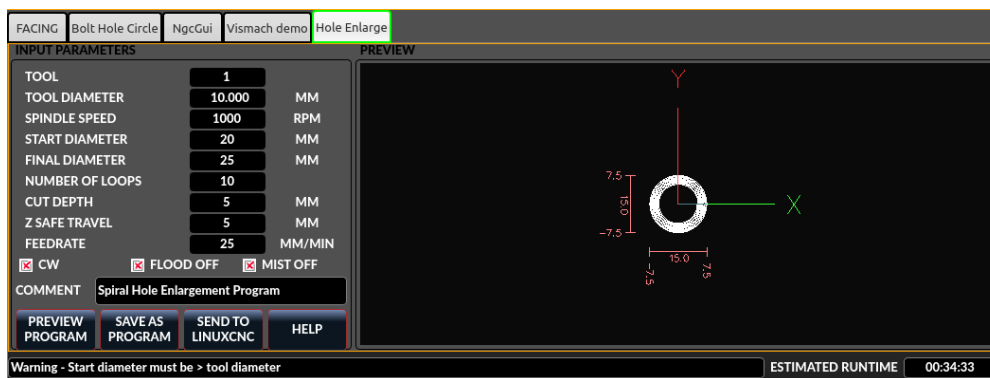 FACING Bolt Hole Circle NgcGui Vismach demo Hole Enlarge
INPUT PARAMETERS
TOOL 1
TOOL DIAMETER 10.000 MM
SPINDLE SPEED 1000 RPM
START DIAMETER 20 MM
FINAL DIAMETER 25 MM
NUMBER OF LOOPS 10
CUT DEPTH 5 MM
Z SAFE TRAVEL 5 MM
FEEDRATE 25 MM/MIN
CW FLOOD OFF MIST OFF
COMMENT Spiral Hole Enlargement Program
PREVIEW
PROGRAM
SAVE AS
PROGRAM
SEND TO
LINUXCNC
HELP
PREVIEW
Y
7.5
15.0
-7.5
X
15.0
-7.5
7.5
Warning - Start diameter must be > tool diameter
ESTIMATED RUNTIME 00:34:33